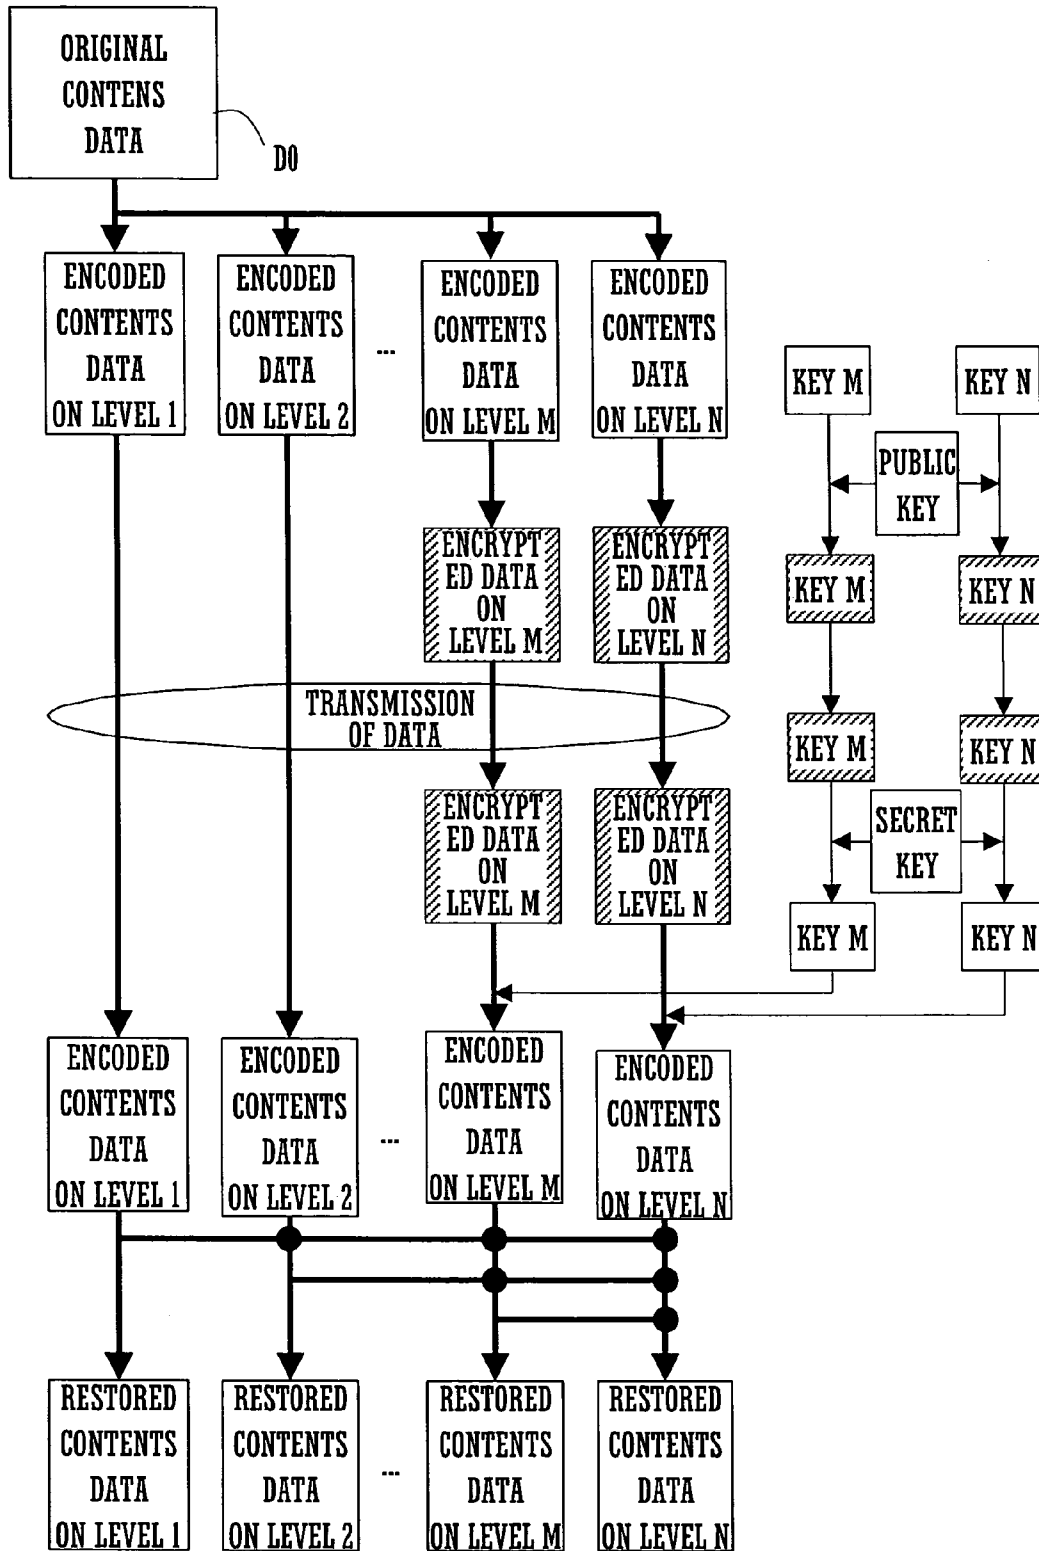 ORIGINAL
CONTENS
DATA
D0
ENCODED
CONTENTS
DATA
ON LEVEL 1
ENCODED
CONTENTS
DATA
ON LEVEL 2
...
ENCODED
CONTENTS
DATA
ON LEVEL M
ENCODED
CONTENTS
DATA
ON LEVEL N
KEY M
KEY N
PUBLIC
KEY
ENCRYPT
ED DATA
ON
LEVEL M
ENCRYPT
ED DATA
ON
LEVEL N
KEY M
KEY N
TRANSMISSION
OF DATA
KEY M
KEY N
ENCRYPT
ED DATA
ON
LEVEL M
ENCRYPT
ED DATA
ON
LEVEL N
SECRET
KEY
KEY M
KEY N
ENCODED
CONTENTS
DATA
ON LEVEL 1
ENCODED
CONTENTS
DATA
ON LEVEL 2
...
ENCODED
CONTENTS
DATA
ON LEVEL M
ENCODED
CONTENTS
DATA
ON LEVEL N
RESTORED
CONTENTS
DATA
ON LEVEL 1
RESTORED
CONTENTS
DATA
ON LEVEL 2
...
RESTORED
CONTENTS
DATA
ON LEVEL M
RESTORED
CONTENTS
DATA
ON LEVEL N